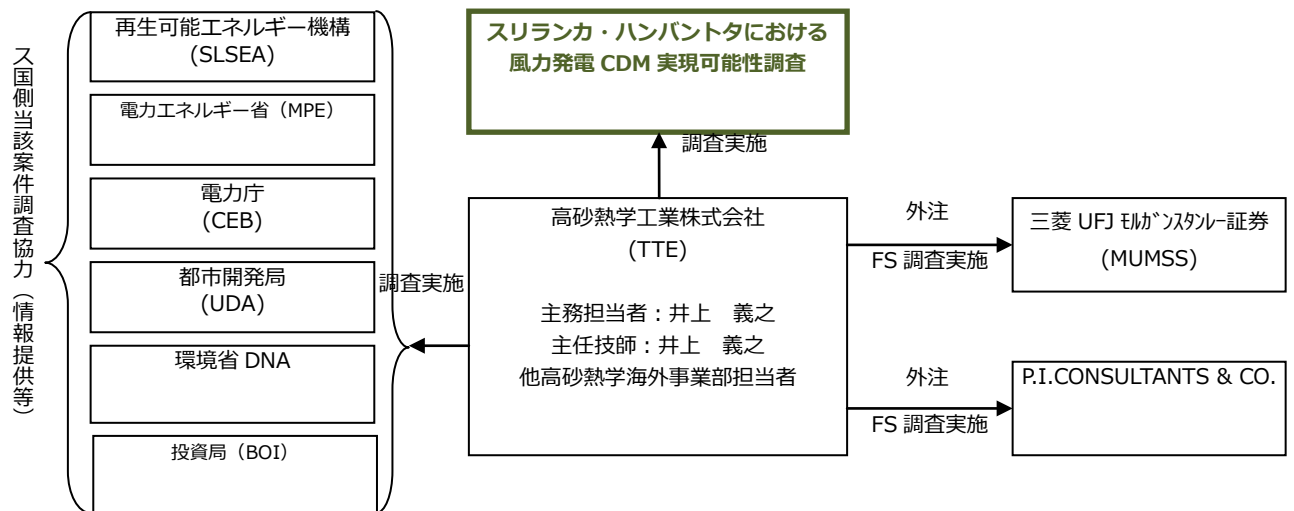 ス国側当該案件調査協力（情報提供等）
再生可能エネルギー機構
(SLSEA)
電力エネルギー省（MPE）
電力庁
(CEB)
都市開発局
(UDA)
環境省 DNA
投資局（BOI）
調査実施
スリランカ・ハンバントタにおける
風力発電 CDM 実現可能性調査
調査実施
高砂熱学工業株式会社
(TTE)
主務担当者：井上　義之
主任技師：井上　義之
他高砂熱学海外事業部担当者
外注
FS 調査実施
三菱 UFJ ﾓﾙｶﾞﾝｽﾀﾝﾚｰ証券
(MUMSS)
外注
FS 調査実施
P.I.CONSULTANTS & CO.